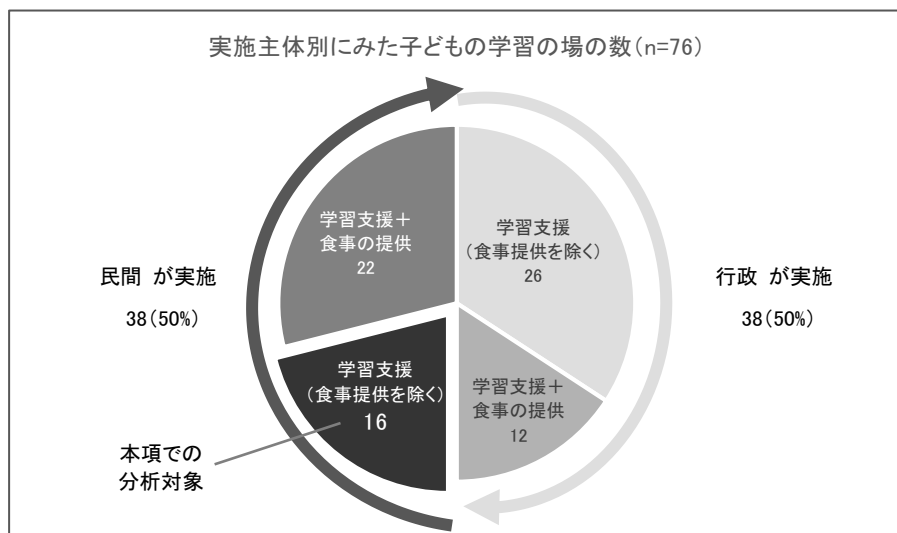 実施主体別にみた子どもの学習の場の数(n=76)
学習支援+
食事の提供
22
学習支援
(食事提供を除く)
26
民間 が実施
38(50%)
行政 が実施
38(50%)
学習支援
(食事提供を除く)
16
学習支援+
食事の提供
12
本項での
分析対象